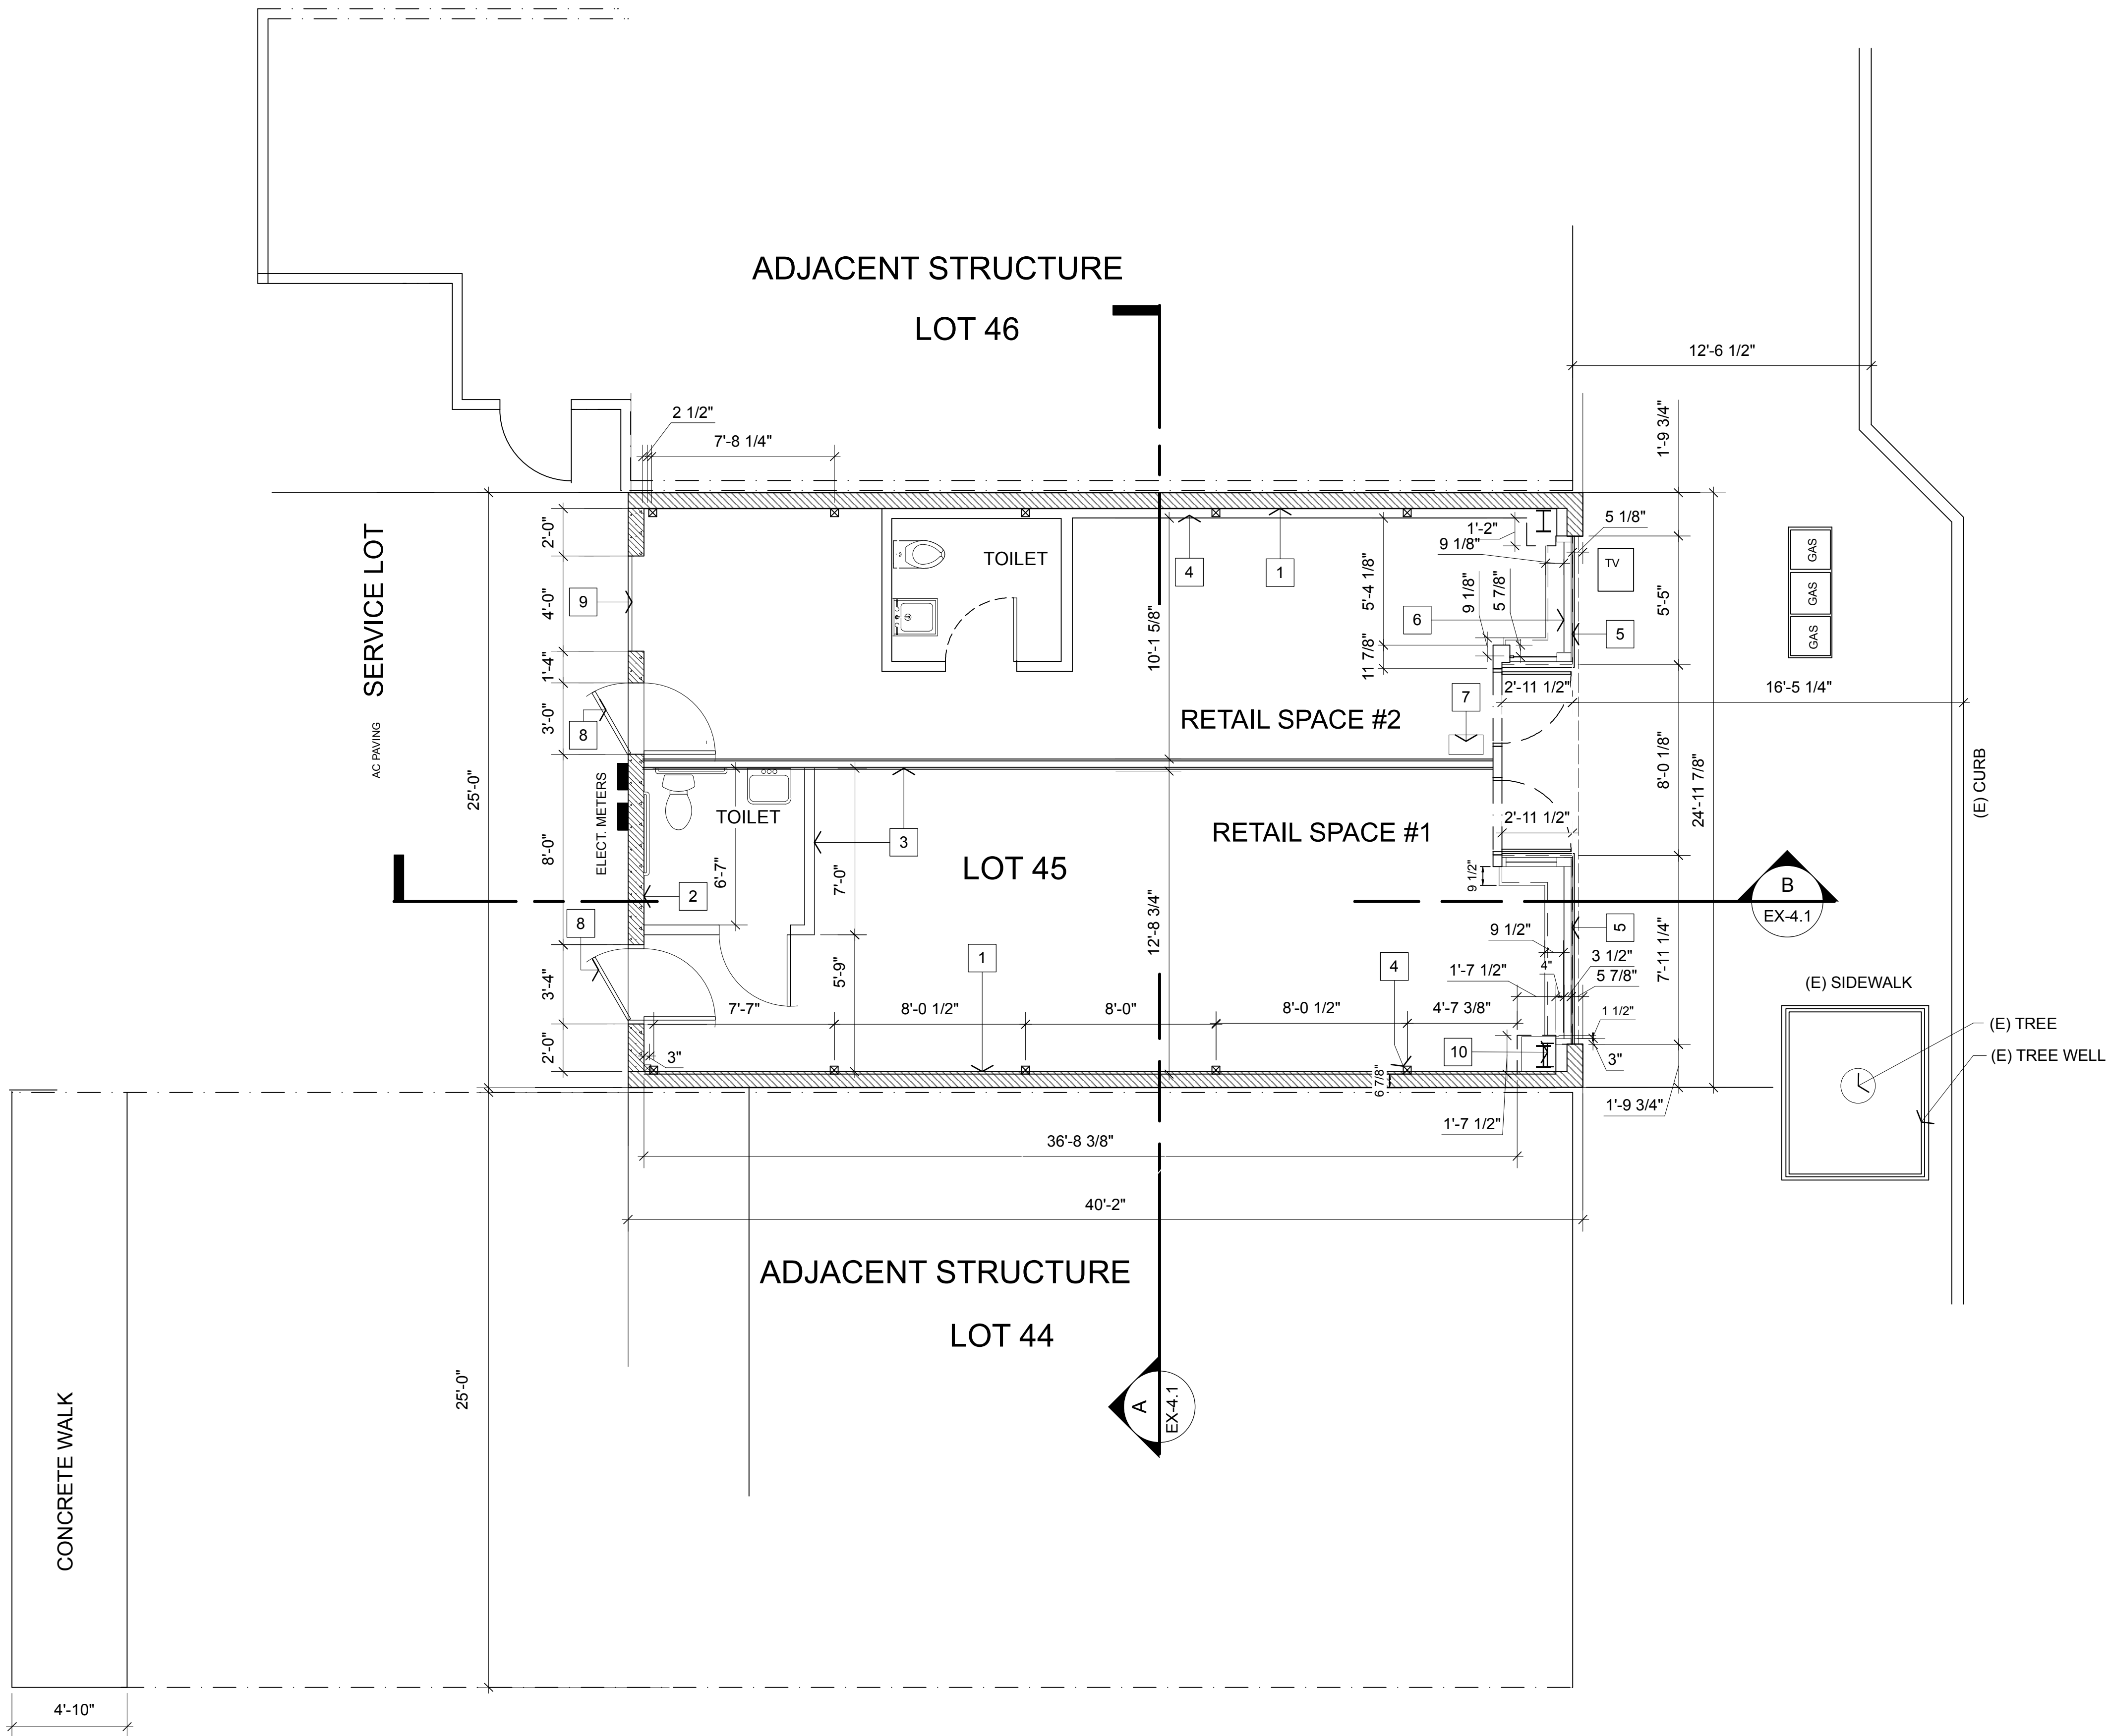 ADJACENT STRUCTURE
LOT 46
12'-6 1/2"
2 1/2"
7'-8 1/4"
1'-9 3/4"
SERVICE LOT
AC PAVING
25'-0"
2'-0"
4'-0"
1'-4"
3'-0"
8'-0"
3'-4"
2'-0"
9
8
8
ELECT. METERS
TOILET
4
1
10'-1 5/8"
5'-4 1/8"
11 7/8"
1'-2"
9 1/8"
9 1/8"
5 7/8"
6
5 1/8"
TV
5
5'-5"
GAS
GAS
GAS
2'-11 1/2"
16'-5 1/4"
7
RETAIL SPACE #2
8'-0 1/8"
24'-11 7/8"
(E) CURB
TOILET
3
2
6'-7"
7'-0"
5'-9"
LOT 45
RETAIL SPACE #1
2'-11 1/2"
9 1/2"
12'-8 3/4"
B
EX-4.1
5
9 1/2"
7'-11 1/4"
1
4
1'-7 1/2"
4"
3 1/2"
5 7/8"
(E) SIDEWALK
7'-7"
8'-0 1/2"
8'-0"
8'-0 1/2"
4'-7 3/8"
1 1/2"
(E) TREE
3"
10
3"
(E) TREE WELL
6 7/8"
1'-9 3/4"
1'-7 1/2"
36'-8 3/8"
40'-2"
ADJACENT STRUCTURE
LOT 44
25'-0"
A
EX-4.1
CONCRETE WALK
4'-10"